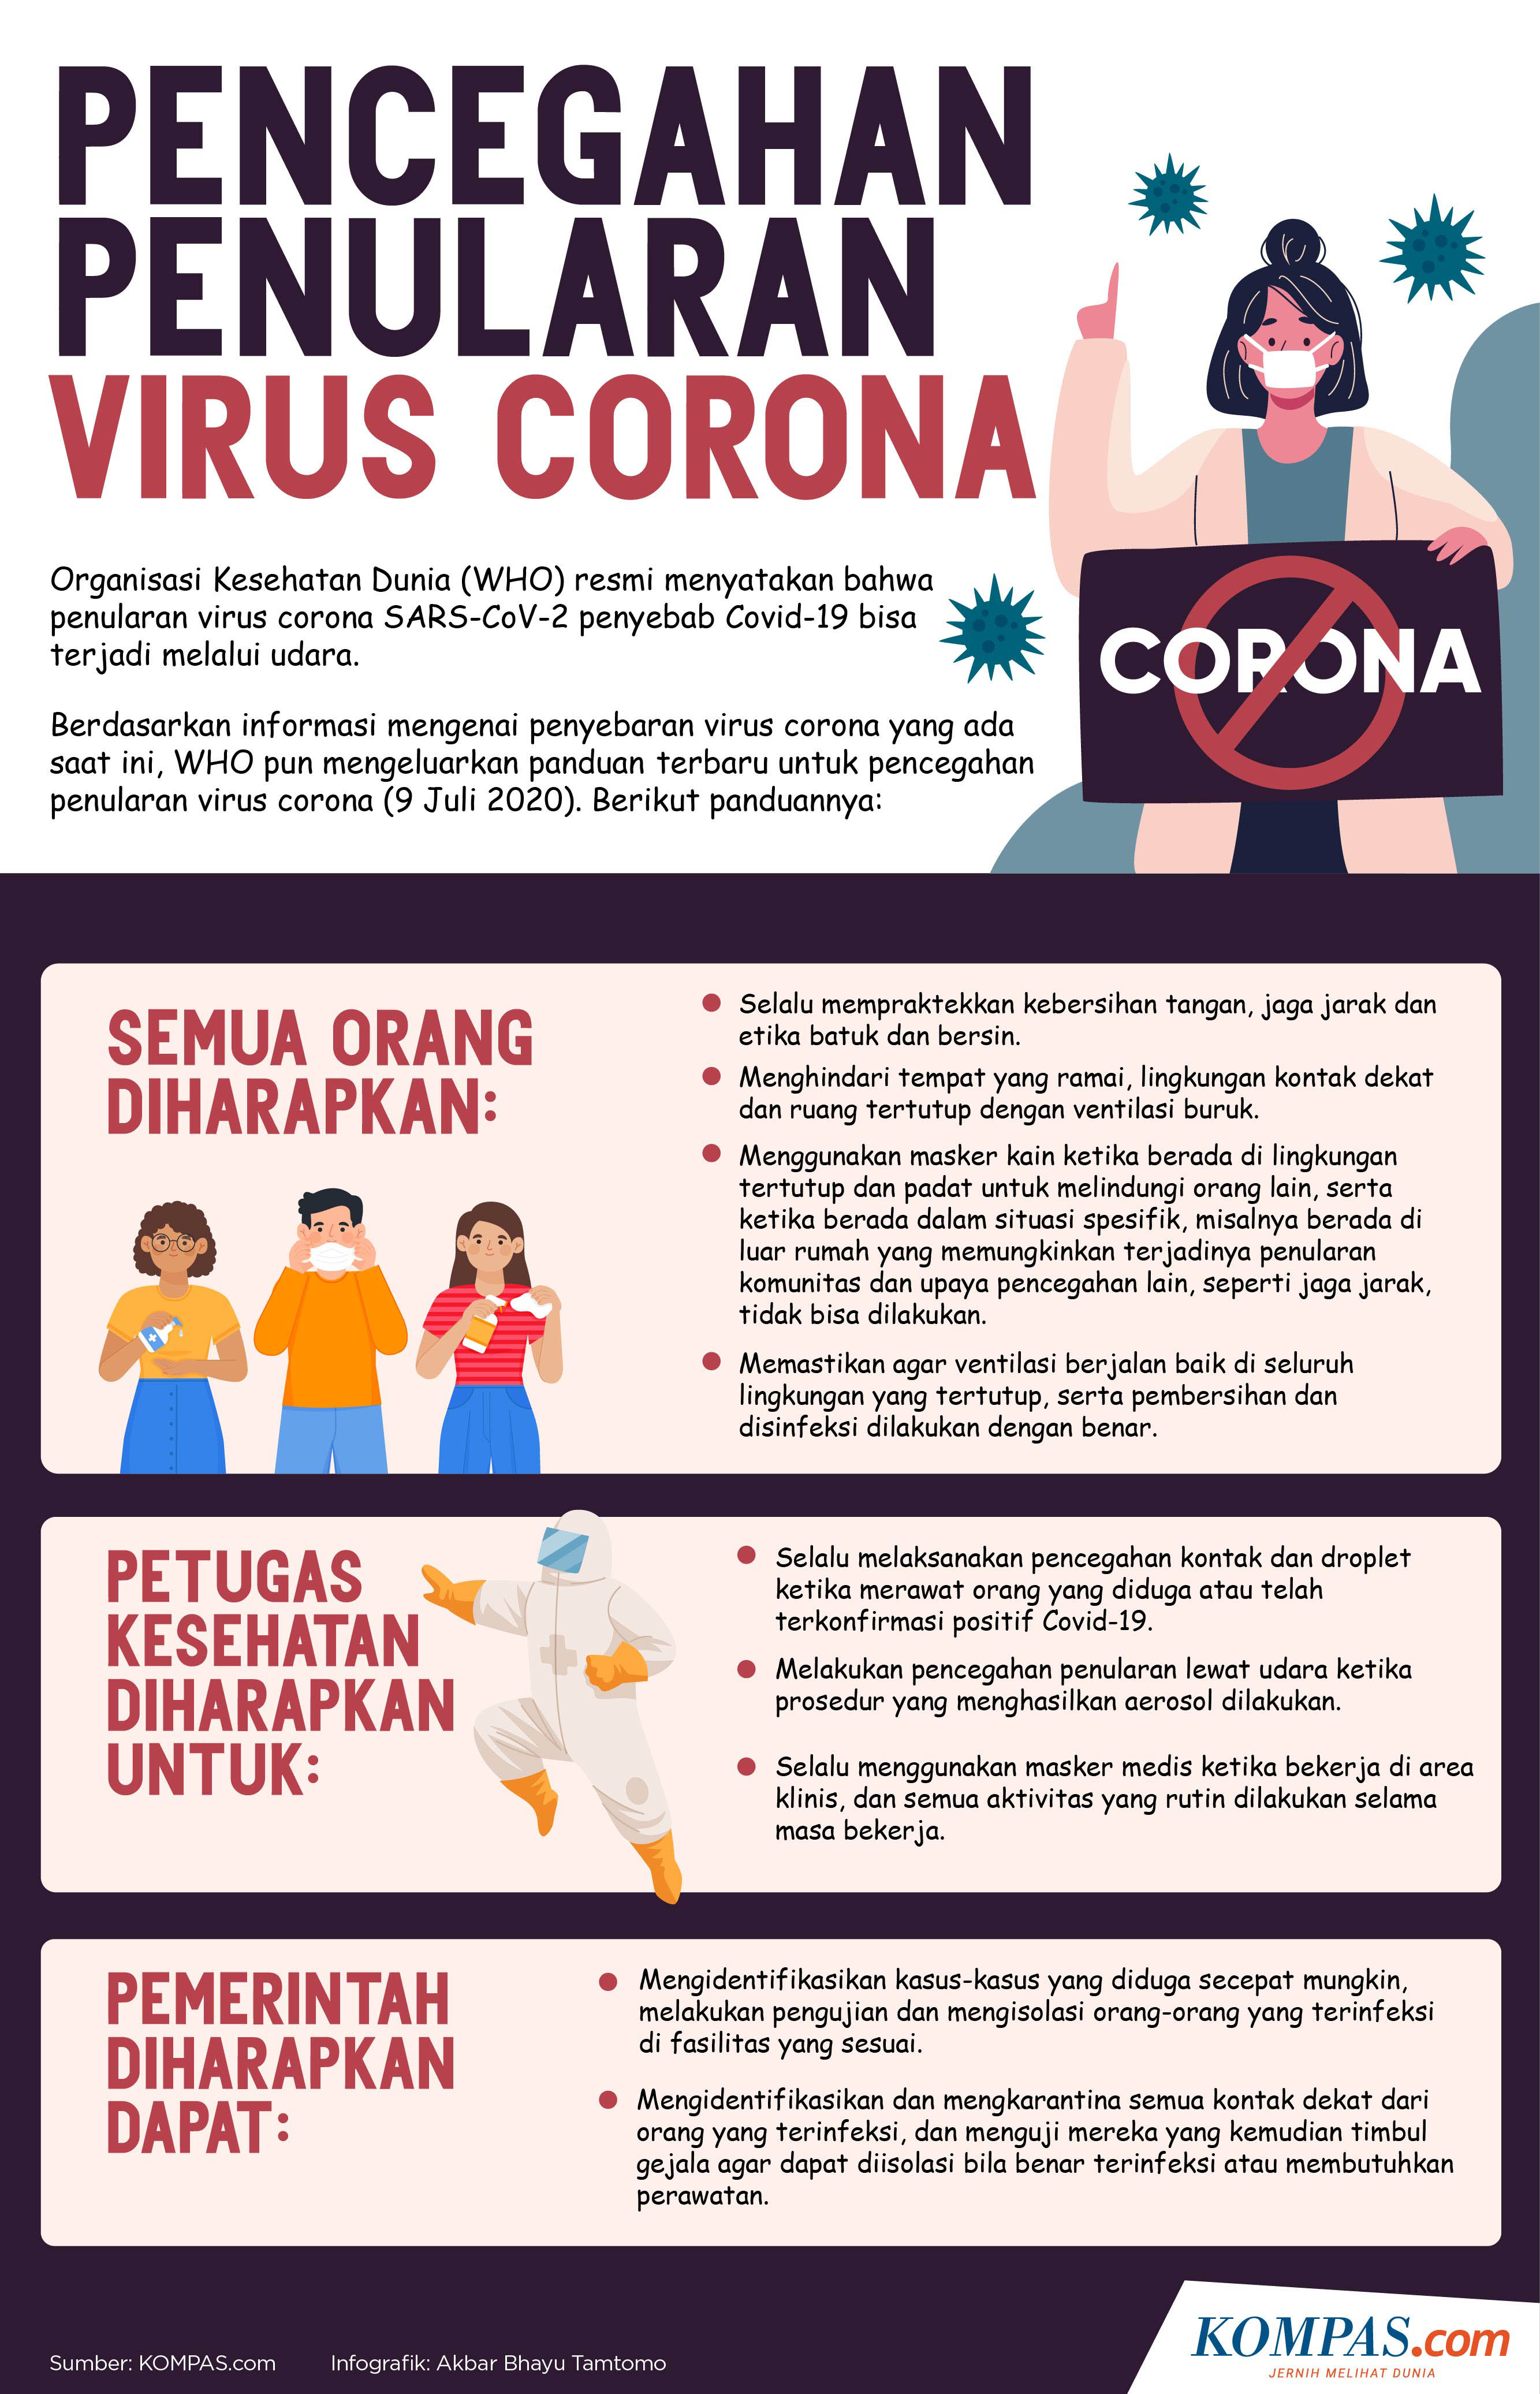 PENCEGAHAN
PENULARAN
VIRUS CORONA
Organisasi Kesehatan Dunia (WHO) resmi menyatakan bahwa
penularan virus corona SARS-CoV-2 penyebab Covid-19 bisa
terjadi melalui udara.
Berdasarkan informasi mengenai penyebaran virus corona yang ada
saat ini, WHO pun mengeluarkan panduan terbaru untuk pencegahan
penularan virus corona (9 Juli 2020). Berikut panduannya:
CORONA
SEMUA ORANG
DIHARAPKAN:
Selalu mempraktekkan kebersihan tangan, jaga jarak dan
etika batuk dan bersin.
Menghindari tempat yang ramai, lingkungan kontak dekat
dan ruang tertutup dengan ventilasi buruk.
Menggunakan masker kain ketika berada di lingkungan
tertutup dan padat untuk melindungi orang lain, serta
ketika berada dalam situasi spesifik, misalnya berada di
luar rumah yang memungkinkan terjadinya penularan
komunitas dan upaya pencegahan lain, seperti jaga jarak,
tidak bisa dilakukan.
Memastikan agar ventilasi berjalan baik di seluruh
lingkungan yang tertutup, serta pembersihan dan
disinfeksi dilakukan dengan benar.
PETUGAS
KESEHATAN
DIHARAPKAN
UNTUK:
Selalu melaksanakan pencegahan kontak dan droplet
ketika merawat orang yang diduga atau telah
terkonfirmasi positif Covid-19.
Melakukan pencegahan penularan lewat udara ketika
prosedur yang menghasilkan aerosol dilakukan.
Selalu menggunakan masker medis ketika bekerja di area
klinis, dan semua aktivitas yang rutin dilakukan selama
masa bekerja.
PEMERINTAH
DIHARAPKAN
DAPAT:
Mengidentifikasikan kasus-kasus yang diduga secepat mungkin,
melakukan pengujian dan mengisolasi orang-orang yang terinfeksi
di fasilitas yang sesuai.
Mengidentifikasikan dan mengkarantina semua kontak dekat dari
orang yang terinfeksi, dan menguji mereka yang kemudian timbul
gejala agar dapat diisolasi bila benar terinfeksi atau membutuhkan
perawatan.
Sumber: KOMPAS.com
Infografik: Akbar Bhayu Tamtomo
KOMPAS.com
JERNIH MELIHAT DUNIA